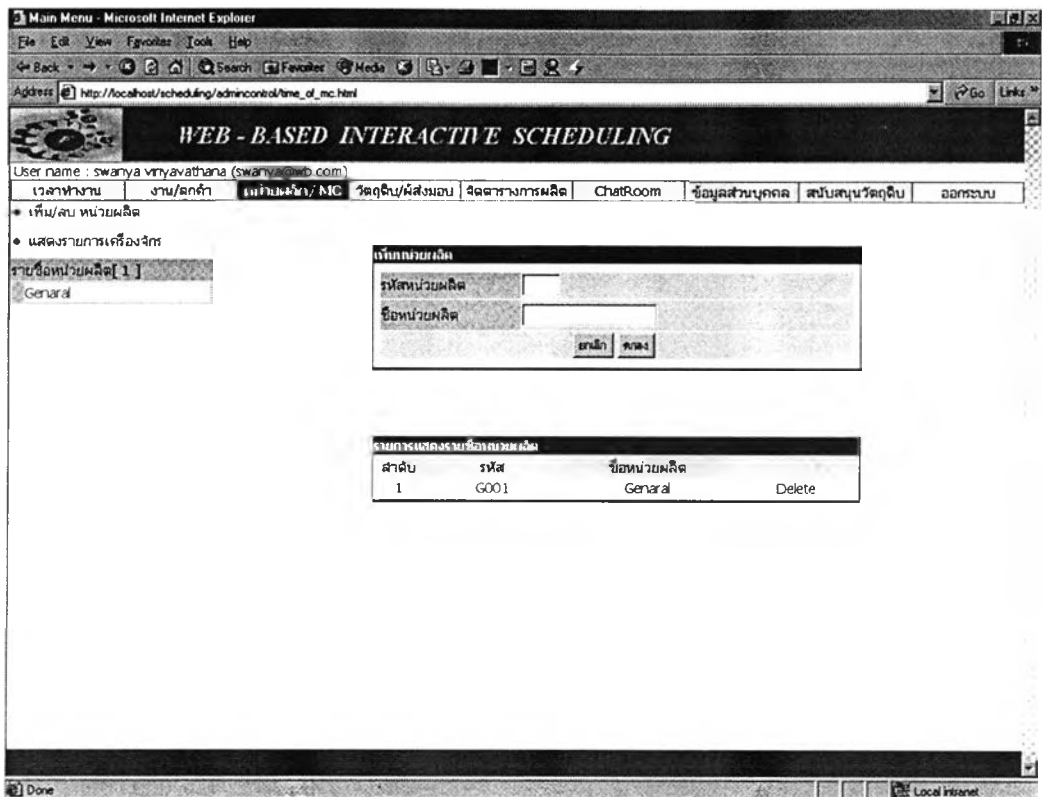 Main Menu - Microsoft Internet Explorer
File Edit View Favorites Tools Help
Back Search Favorites Media
Address http://localhost/scheduling/admincontrol/time_of_mc.html Go Links »
WEB - BASED INTERACTIVE SCHEDULING
User name : swanya vinyavathana (swanya@wb.com)
เวลาทำงาน งาน/ลูกค้า หน่วยผลิต/ MC วัตถุดิบ/ผู้ส่งมอบ จัดตารางการผลิต ChatRoom ข้อมูลส่วนบุคคล สนับสนุนวัตถุดิบ ออกระบบ
เพิ่ม/ลบ หน่วยผลิต
แสดงรายการเครื่องจักร
รายชื่อหน่วยผลิต[ 1 ]
Genaral
เพิ่มหน่วยผลิต
รหัสหน่วยผลิต
ชื่อหน่วยผลิต
ยกเลิก ตกลง
รายการแสดงรายชื่อหน่วยผลิต
ลำดับ รหัส ชื่อหน่วยผลิต
1 G001 Genaral Delete
Done Local intranet